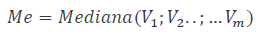 Me = Mediana(V₁; V₂..; … Vₘ)